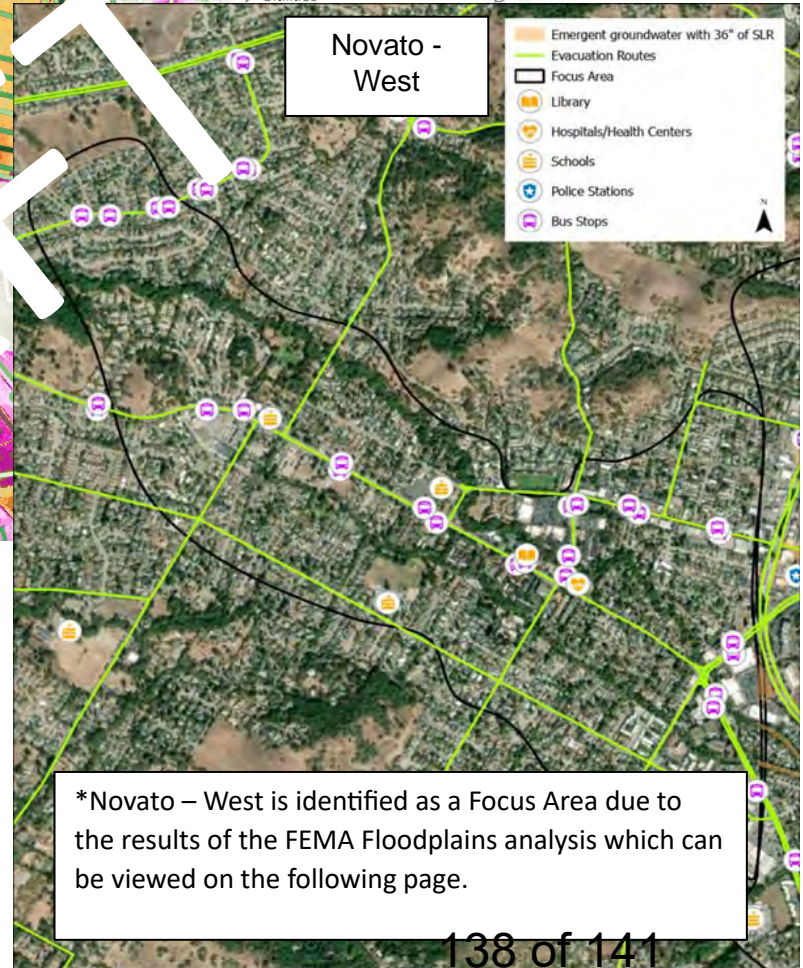 Novato -
West
Emergent groundwater with 36" of SLR
Evacuation Routes
Focus Area
Library
Hospitals/Health Centers
Schools
Police Stations
Bus Stops
N
*Novato – West is identified as a Focus Area due to
the results of the FEMA Floodplains analysis which can
be viewed on the following page.
138 of 141